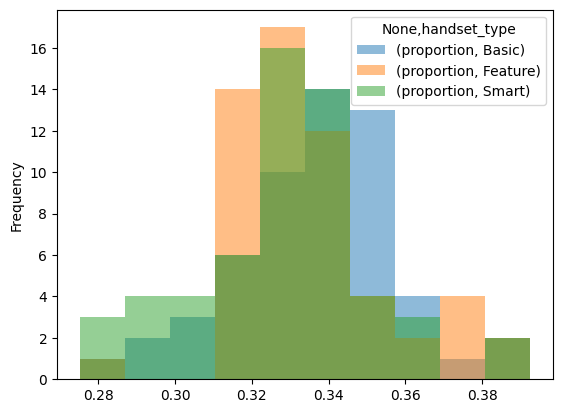 None,handset_type
(proportion, Basic)
(proportion, Feature)
(proportion, Smart)
Frequency
16
14
12
10
8
6
4
2
0
0.28 0.30 0.32 0.34 0.36 0.38